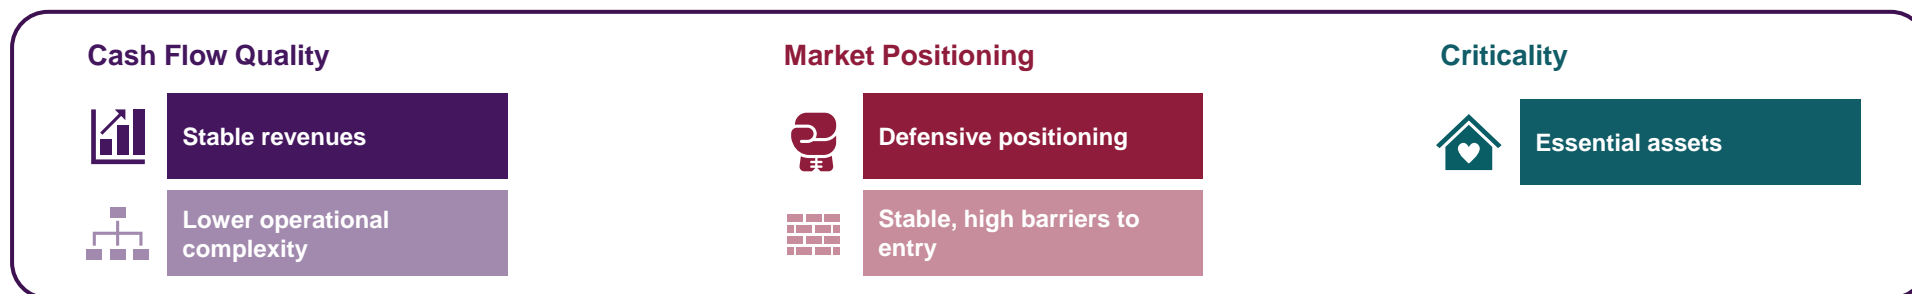 Cash Flow Quality
Stable revenues
Lower operational
complexity
Market Positioning
Defensive positioning
Stable, high barriers to
entry
Criticality
Essential assets